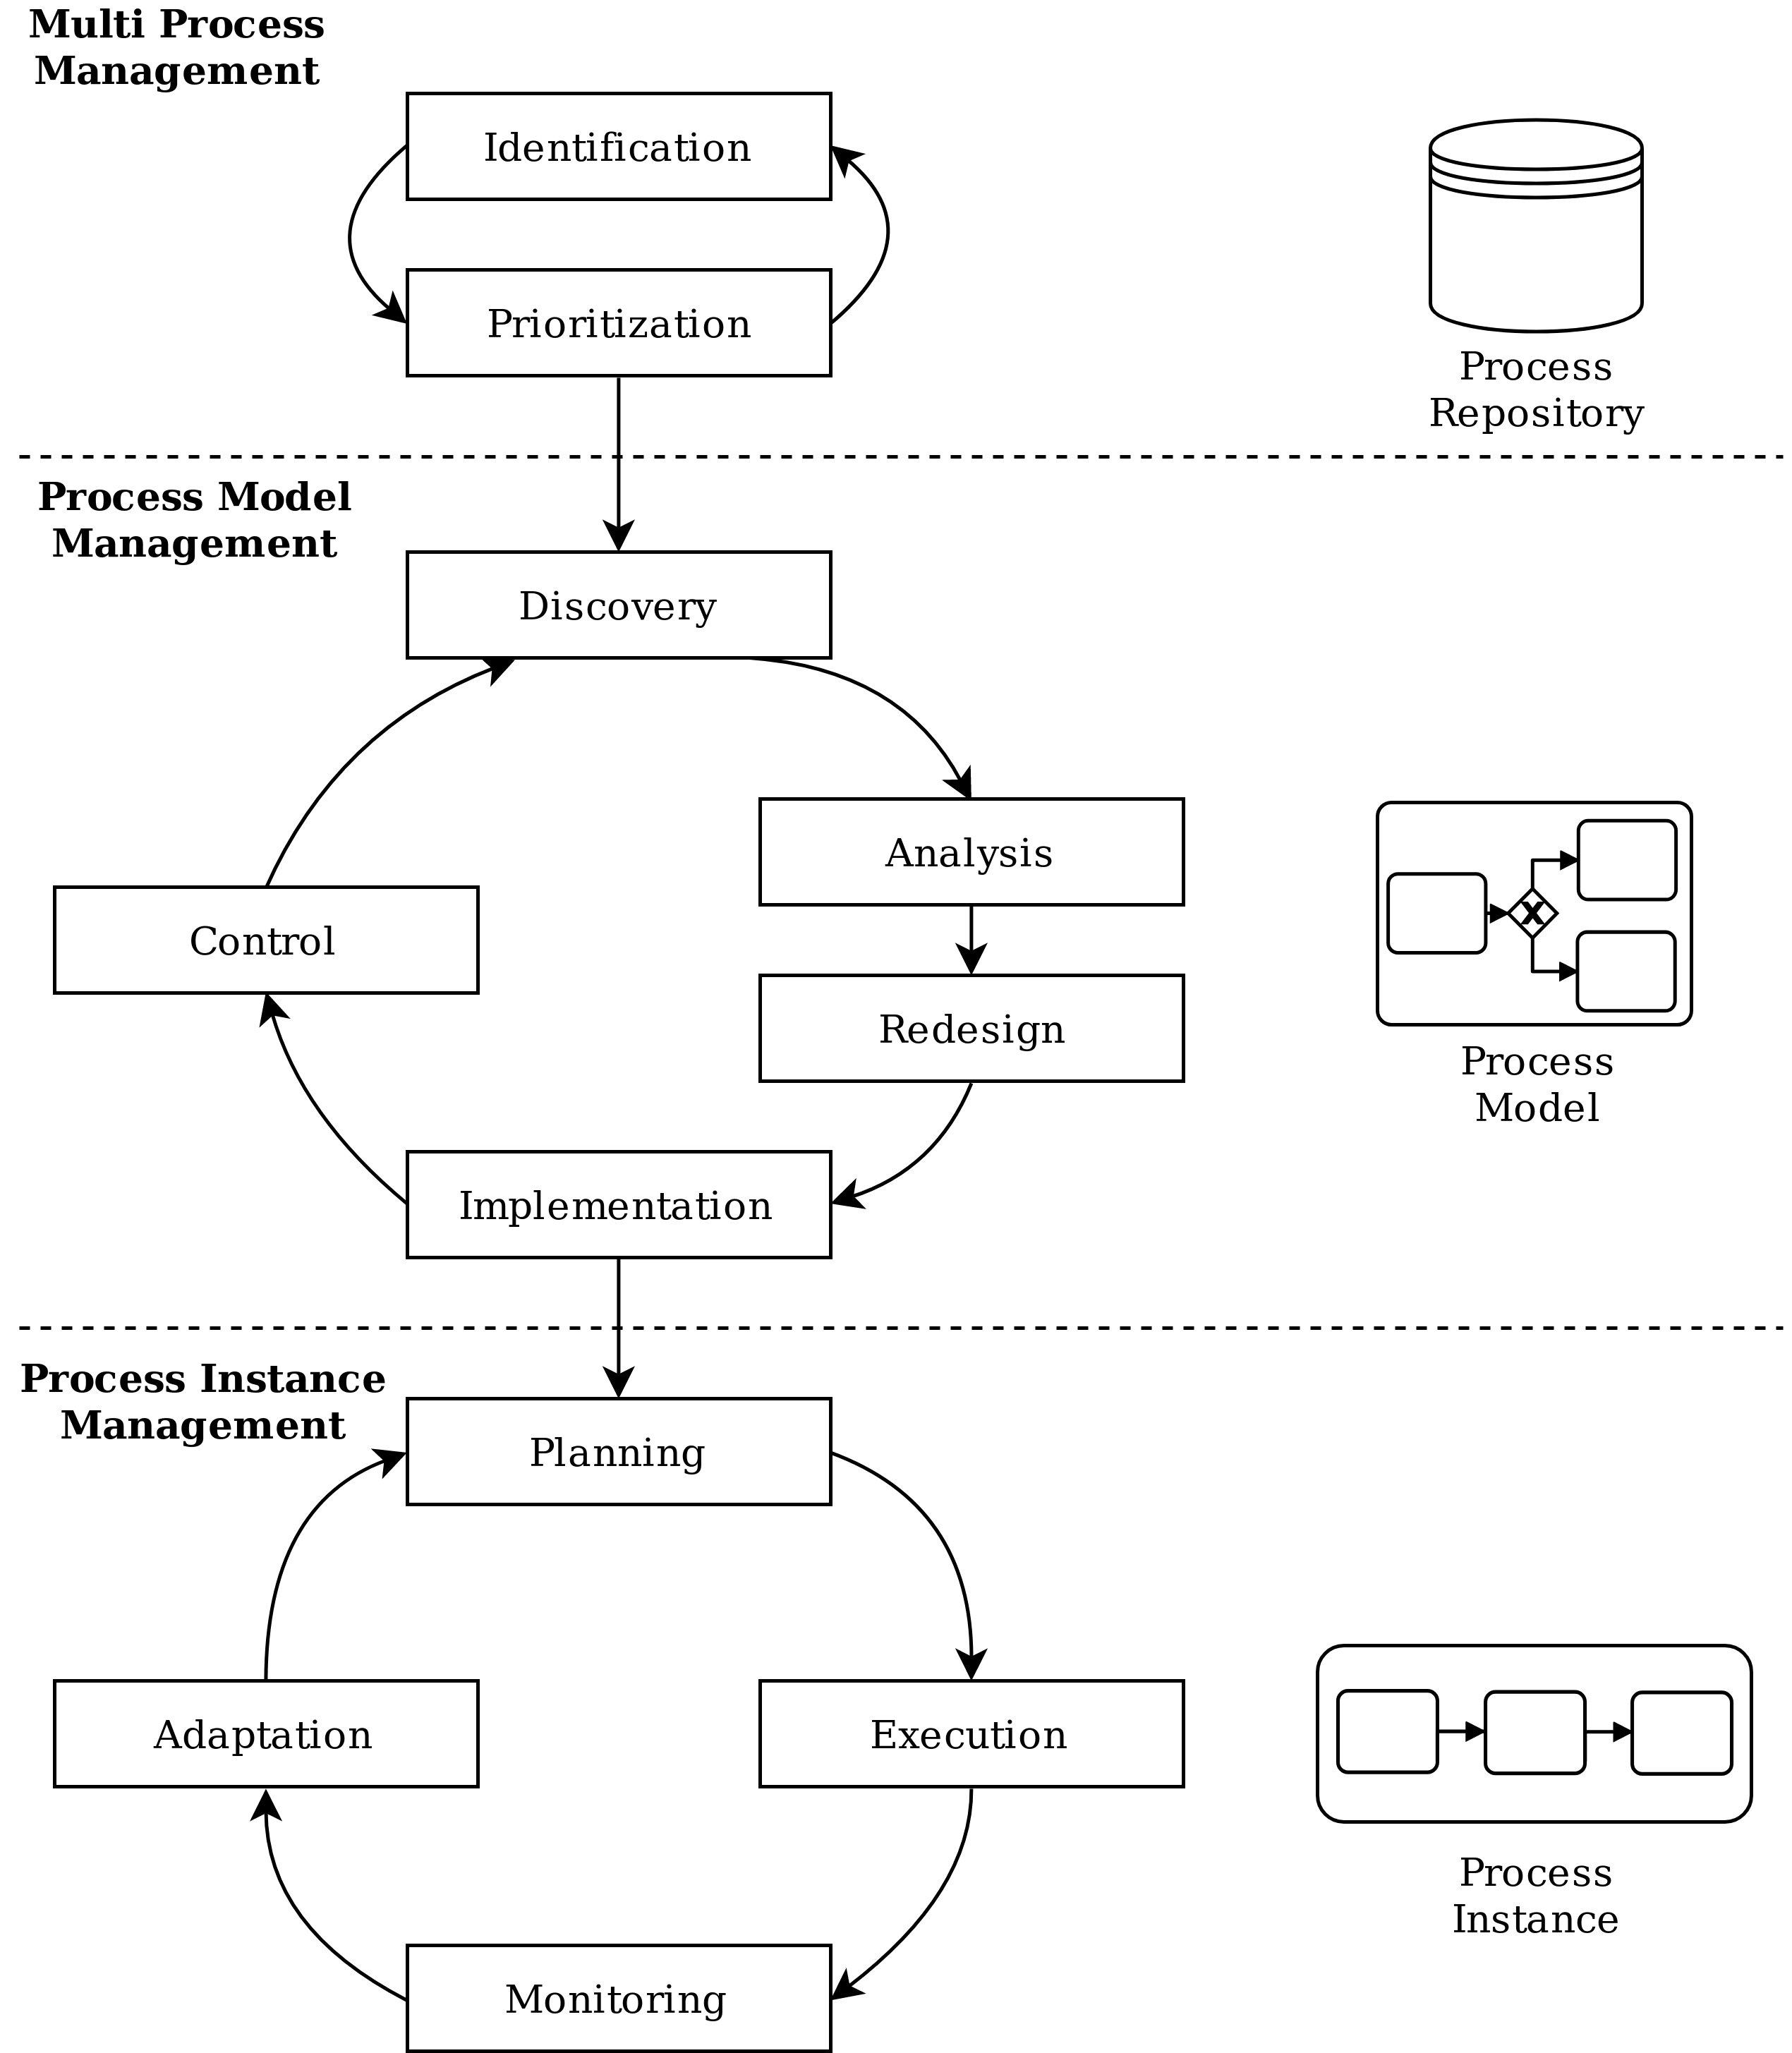 Multi Process
Management
Identification
Prioritization
Process
Repository
Process Model
Management
Discovery
Analysis
Control
Redesign
X
Process
Model
Implementation
Process Instance
Management
Planning
Adaptation
Execution
Process
Instance
Monitoring